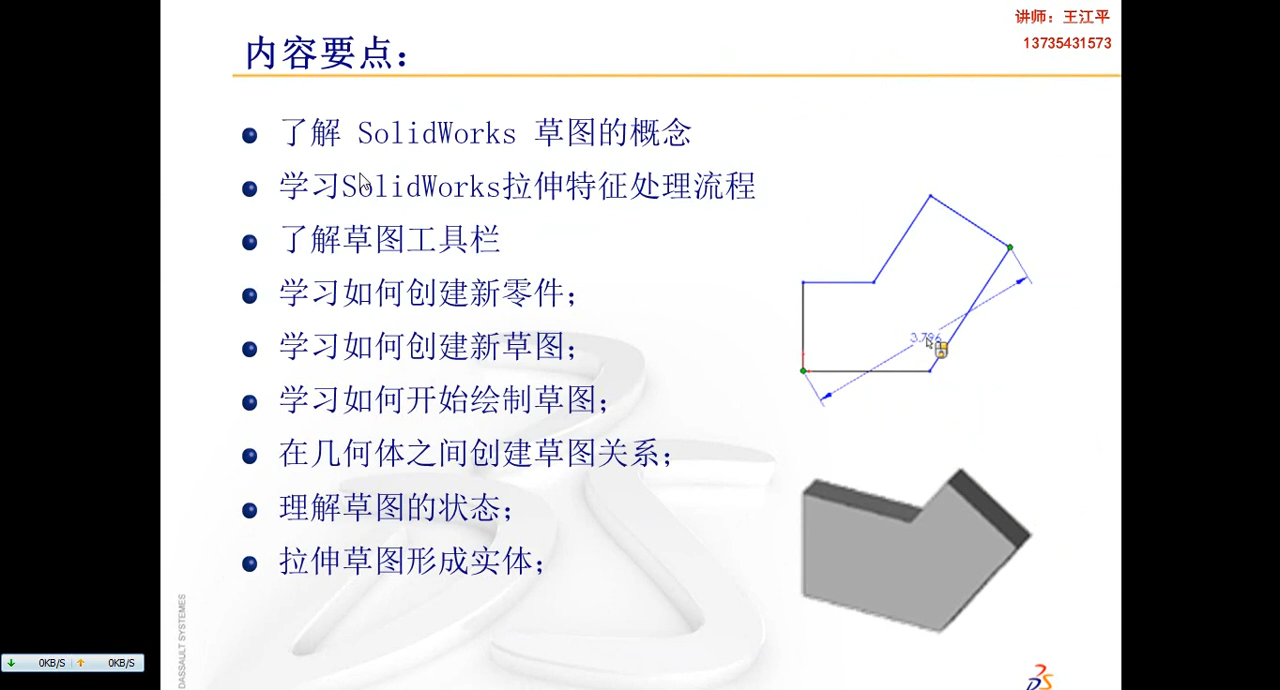 讲师：王江平
13735431573
内容要点：
了解 SolidWorks 草图的概念
学习SolidWorks拉伸特征处理流程
了解草图工具栏
学习如何创建新零件；
学习如何创建新草图；
学习如何开始绘制草图；
在几何体之间创建草图关系；
理解草图的状态；
拉伸草图形成实体；
DASSAULT SYSTEMES
0KB/S
0KB/S